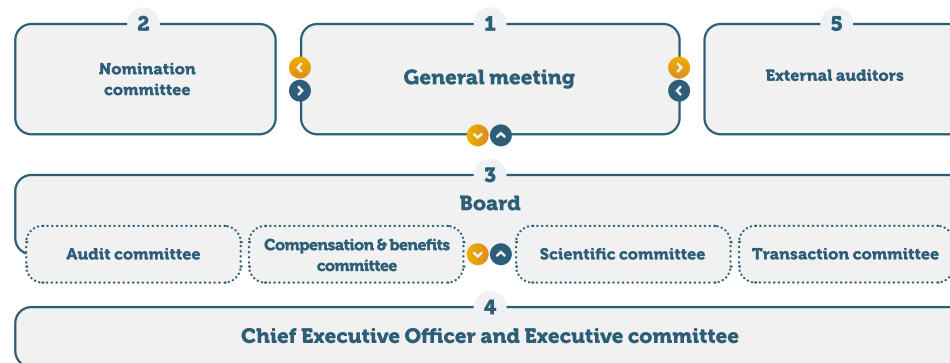 2
Nomination
committee
1
General meeting
5
External auditors
3
Board
Audit committee
Compensation & benefits
committee
Scientific committee
Transaction committee
4
Chief Executive Officer and Executive committee